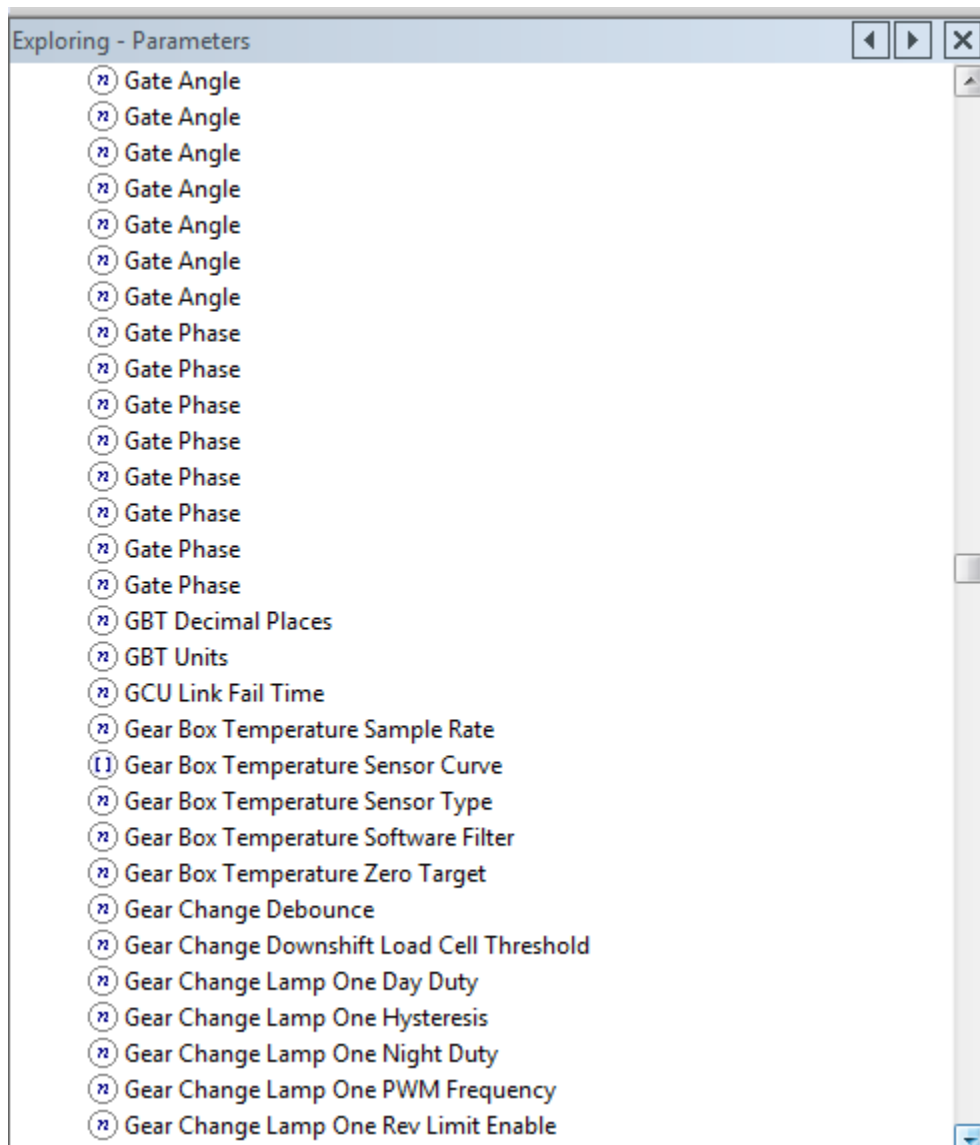 Exploring - Parameters
n Gate Angle
n Gate Angle
n Gate Angle
n Gate Angle
n Gate Angle
n Gate Angle
n Gate Angle
n Gate Phase
n Gate Phase
n Gate Phase
n Gate Phase
n Gate Phase
n Gate Phase
n Gate Phase
n Gate Phase
n GBT Decimal Places
n GBT Units
n GCU Link Fail Time
n Gear Box Temperature Sample Rate
[] Gear Box Temperature Sensor Curve
n Gear Box Temperature Sensor Type
n Gear Box Temperature Software Filter
n Gear Box Temperature Zero Target
n Gear Change Debounce
n Gear Change Downshift Load Cell Threshold
n Gear Change Lamp One Day Duty
n Gear Change Lamp One Hysteresis
n Gear Change Lamp One Night Duty
n Gear Change Lamp One PWM Frequency
n Gear Change Lamp One Rev Limit Enable